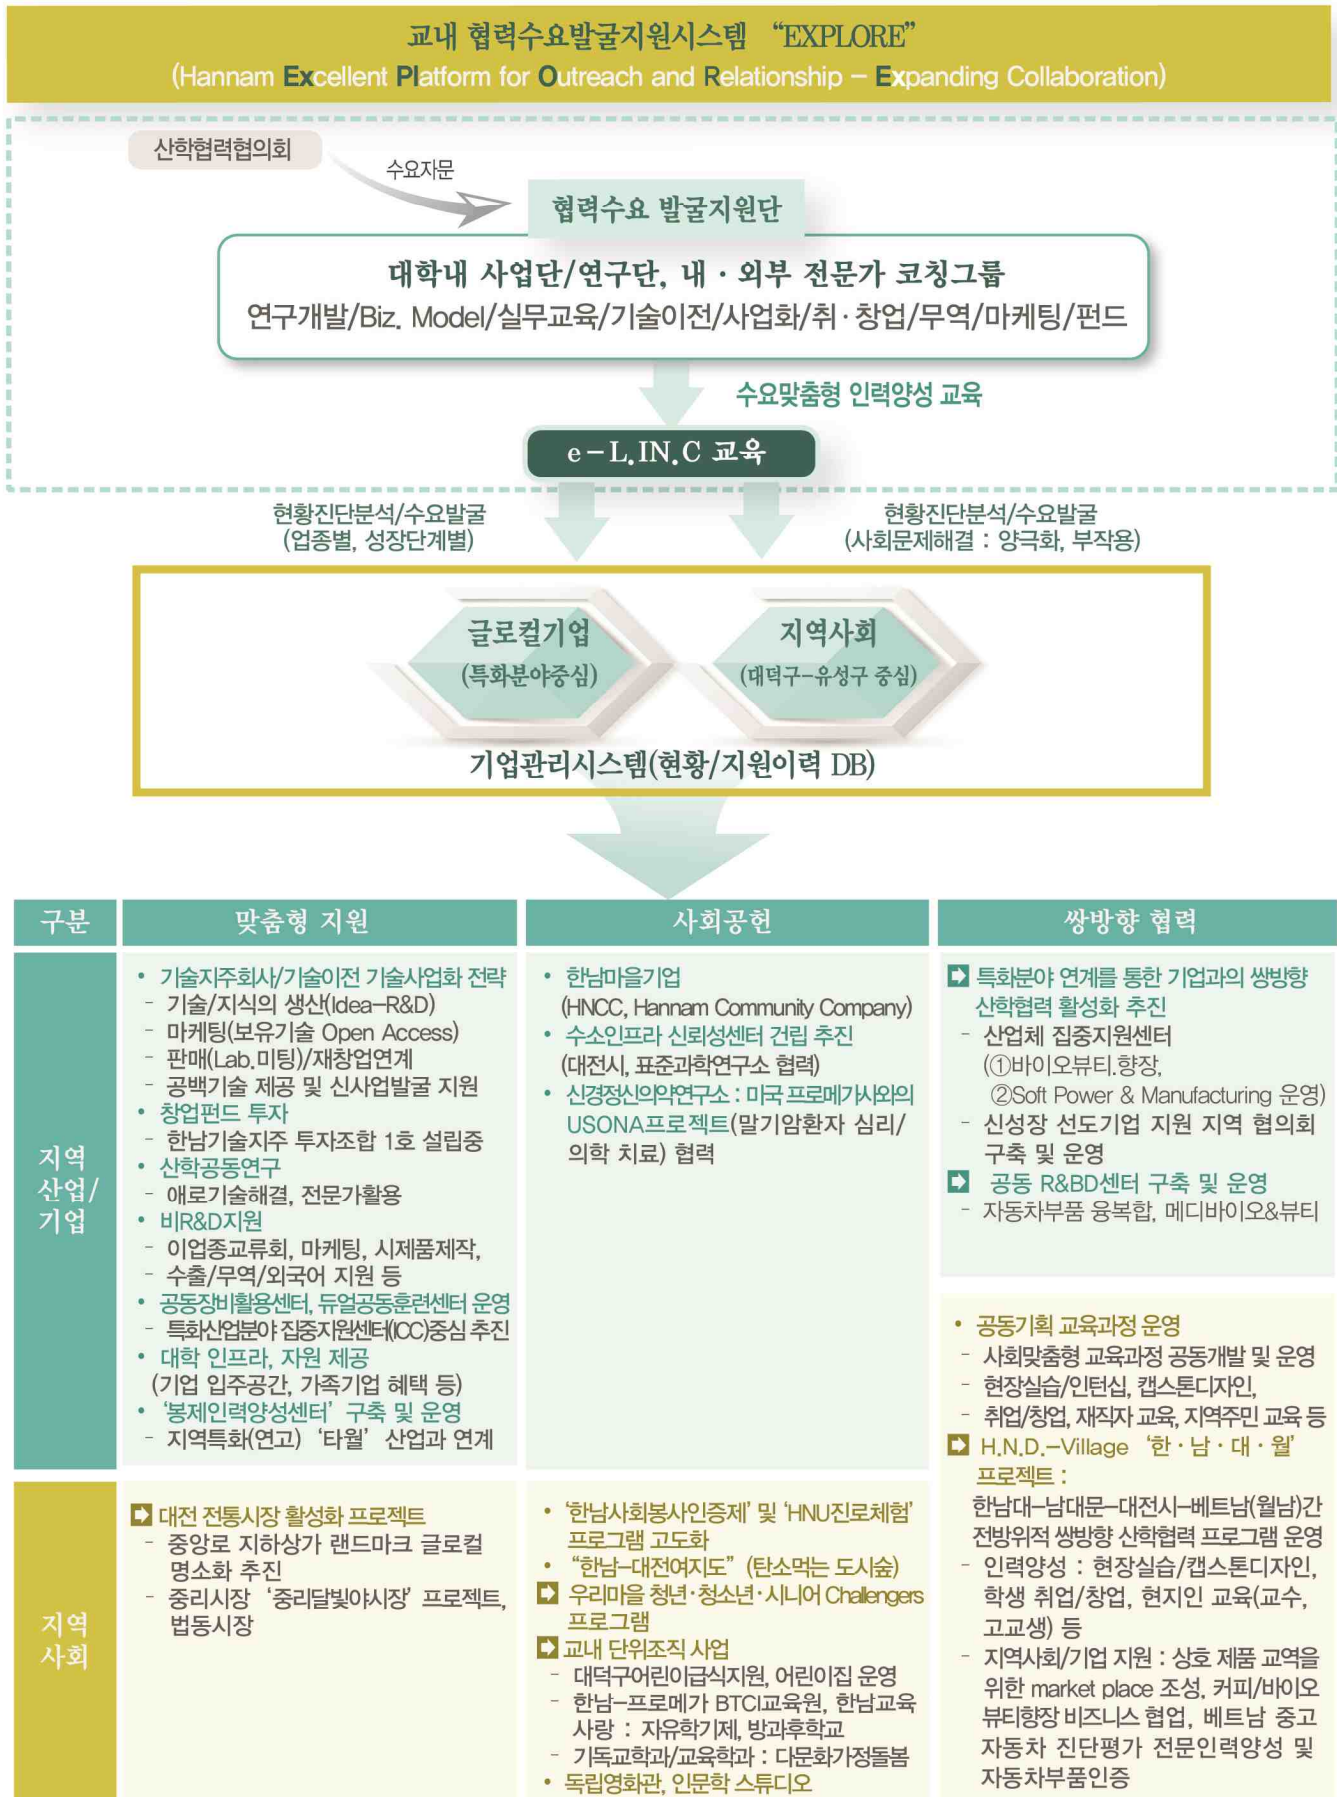 교내 협력수요발굴지원시스템 “EXPLORE”
(Hannam Excellent Platform for Outreach and Relationship – Expanding Collaboration)
산학협력협의회
수요자문
협력수요 발굴지원단
대학내 사업단/연구단, 내 · 외부 전문가 코칭그룹
연구개발/Biz. Model/실무교육/기술이전/사업화/취 · 창업/무역/마케팅/펀드
수요맞춤형 인력양성 교육
e－L.IN.C 교육
현황진단분석/수요발굴
(업종별, 성장단계별)
현황진단분석/수요발굴
(사회문제해결 : 양극화, 부작용)
글로컬기업
(특화분야중심)
지역사회
(대덕구–유성구 중심)
기업관리시스템(현황/지원이력 DB)
구분
맞춤형 지원
사회공헌
쌍방향 협력
지역
산업/
기업
• 기술지주회사/기술이전 기술사업화 전략
- 기술/지식의 생산(Idea–R&D)
- 마케팅(보유기술 Open Access)
- 판매(Lab.미팅)/재창업연계
- 공백기술 제공 및 신사업발굴 지원
• 창업펀드 투자
- 한남기술지주 투자조합 1호 설립중
• 산학공동연구
- 애로기술해결, 전문가활용
• 비R&D지원
- 이업종교류회, 마케팅, 시제품제작,
- 수출/무역/외국어 지원 등
• 공동장비활용센터, 듀얼공동훈련센터 운영
- 특화산업분야 집중지원센터(ICC)중심 추진
• 대학 인프라, 자원 제공
(기업 입주공간, 가족기업 혜택 등)
• ‘봉제인력양성센터’ 구축 및 운영
- 지역특화(연고) ‘타월’ 산업과 연계
• 한남마을기업
(HNCC, Hannam Community Company)
• 수소인프라 신뢰성센터 건립 추진
(대전시, 표준과학연구소 협력)
• 신경정신의약연구소 : 미국 프로메가사와의
USONA프로젝트(말기암환자 심리/
의학 치료) 협력
특화분야 연계를 통한 기업과의 쌍방향
산학협력 활성화 추진
- 산업체 집중지원센터
(①바이오뷰티.향장,
②Soft Power & Manufacturing 운영)
- 신성장 선도기업 지원 지역 협의회
구축 및 운영
공동 R&BD센터 구축 및 운영
- 자동차부품 융복합, 메디바이오&뷰티
• 공동기획 교육과정 운영
- 사회맞춤형 교육과정 공동개발 및 운영
- 현장실습/인턴십, 캡스톤디자인,
- 취업/창업, 재직자 교육, 지역주민 교육 등
H.N.D.–Village ‘한 · 남 · 대 · 월’
프로젝트 :
한남대–남대문–대전시–베트남(월남)간
전방위적 쌍방향 산학협력 프로그램 운영
- 인력양성 : 현장실습/캡스톤디자인,
학생 취업/창업, 현지인 교육(교수,
고교생) 등
- 지역사회/기업 지원 : 상호 제품 교역을
위한 market place 조성, 커피/바이오
뷰티향장 비즈니스 협업, 베트남 중고
자동차 진단평가 전문인력양성 및
자동차부품인증
지역
사회
대전 전통시장 활성화 프로젝트
- 중앙로 지하상가 랜드마크 글로컬
명소화 추진
- 중리시장 ‘중리달빛야시장’ 프로젝트,
법동시장
• ‘한남사회봉사인증제’ 및 ‘HNU진로체험’
프로그램 고도화
• “한남–대전여지도” (탄소먹는 도시숲)
우리마을 청년·청소년·시니어 Challengers
프로그램
교내 단위조직 사업
- 대덕구어린이급식지원, 어린이집 운영
- 한남–프로메가 BTCI교육원, 한남교육
사랑 : 자유학기제, 방과후학교
- 기독교학과/교육학과 : 다문화가정돌봄
• 독립영화관, 인문학 스튜디오